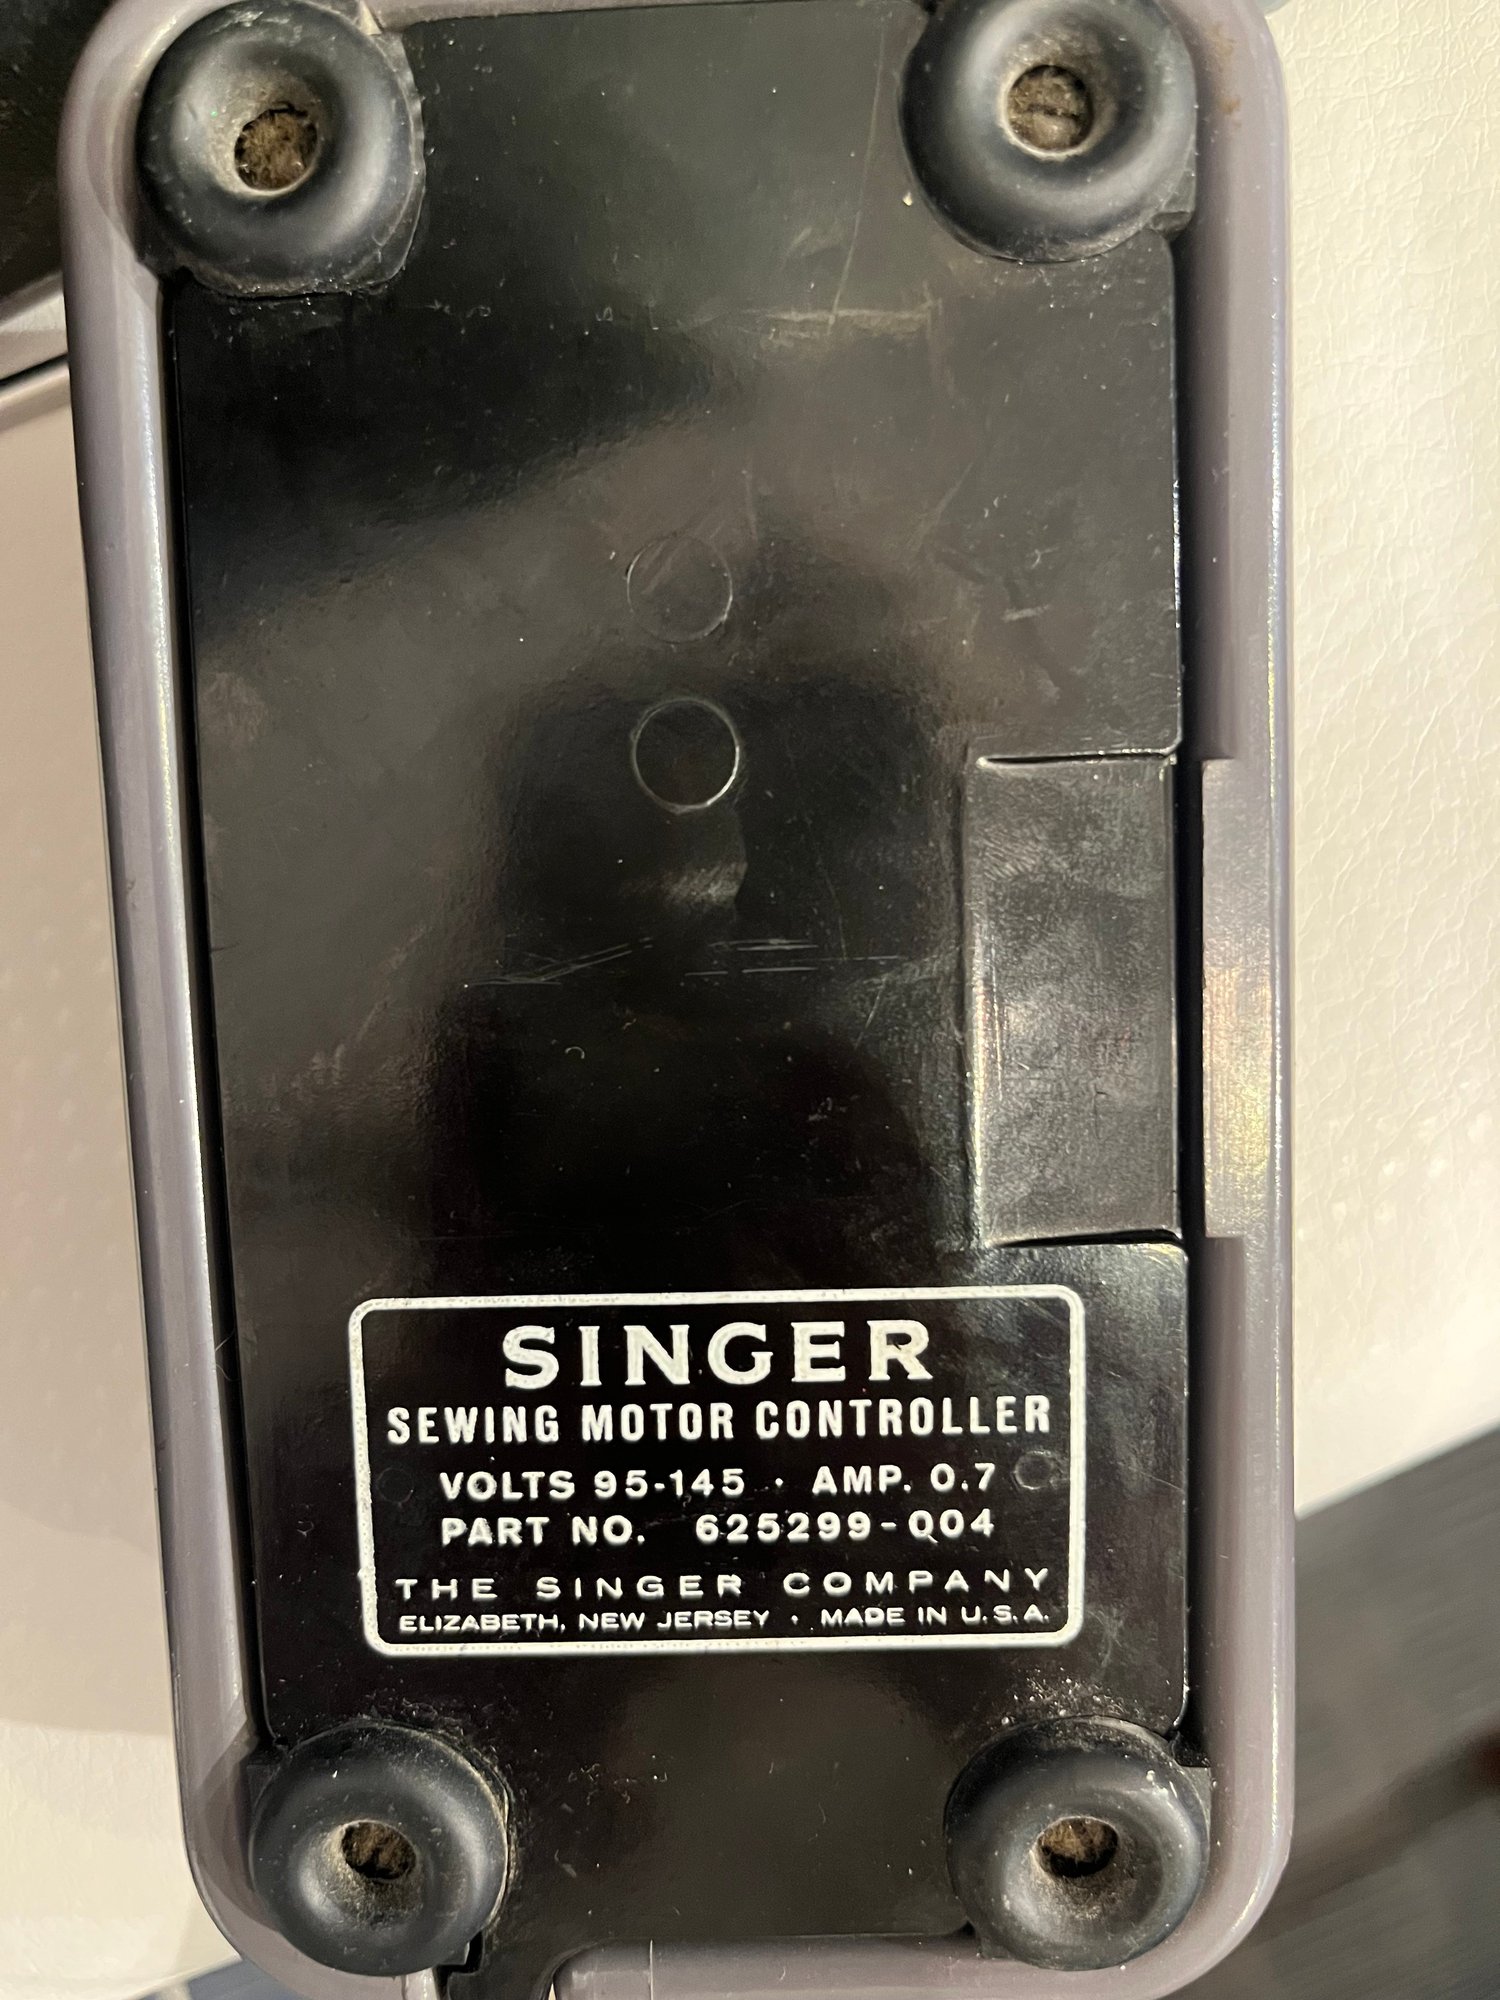 SINGER
SEWING MOTOR CONTROLLER
VOLTS 95-145 · AMP. 0.7
PART NO. 625299-004
THE SINGER COMPANY
ELIZABETH, NEW JERSEY · MADE IN U.S.A.